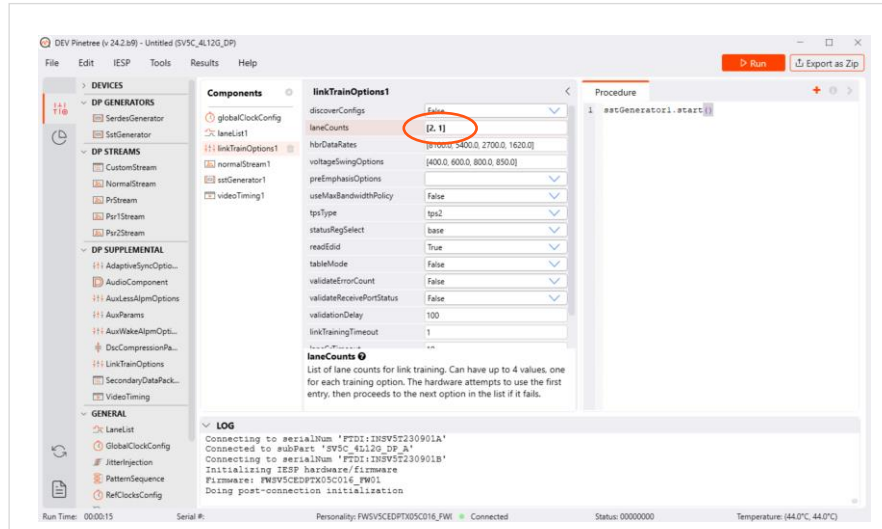 DEV Pinetree (v 24.2.b9) - Untitled (SV5C_4L12G_DP)
File Edit IESP Tools Results Help
Run Export as Zip
DEVICES
DP GENERATORS
SerdesGenerator
SstGenerator
DP STREAMS
CustomStream
NormalStream
PrStream
Psr1Stream
Psr2Stream
DP SUPPLEMENTAL
AdaptiveSyncOptio...
AudioComponent
AuxLessAlpmOptions
AuxParams
AuxWakeAlpmOpti...
DscCompressionPa...
LinkTrainOptions
SecondaryDataPack...
VideoTiming
GENERAL
LaneList
GlobalClockConfig
JitterInjection
PatternSequence
RefClocksConfig
Components
globalClockConfig
laneList1
linkTrainOptions1
normalStream1
sstGenerator1
videoTiming1
linkTrainOptions1
discoverConfigs False
laneCounts [2, 1]
hbrDataRates [8100.0, 5400.0, 2700.0, 1620.0]
voltageSwingOptions [400.0, 600.0, 800.0, 850.0]
preEmphasisOptions
useMaxBandwidthPolicy False
tpsType tps2
statusRegSelect base
readEdid True
tableMode False
validateErrorCount False
validateReceivePortStatus False
validationDelay 100
linkTrainingTimeout 1
laneCounts
List of lane counts for link training. Can have up to 4 values, one
for each training option. The hardware attempts to use the first
entry, then proceeds to the next option in the list if it fails.
Procedure
1 sstGenerator1.start()
LOG
Connecting to serialNum 'FTDI:INSV5T230901A'
Connected to subPart 'SV5C_4L12G_DP_A'
Connecting to serialNum 'FTDI:INSV5T230901B'
Initializing IESP hardware/firmware
Firmware: FWSV5CEDPTX05C016_FW01
Doing post-connection initialization
Run Time: 00:00:15 Serial #: Personality: FWSV5CEDPTX05C016_FWI Connected Status: 00000000 Temperature: (44.0°C, 44.0°C)